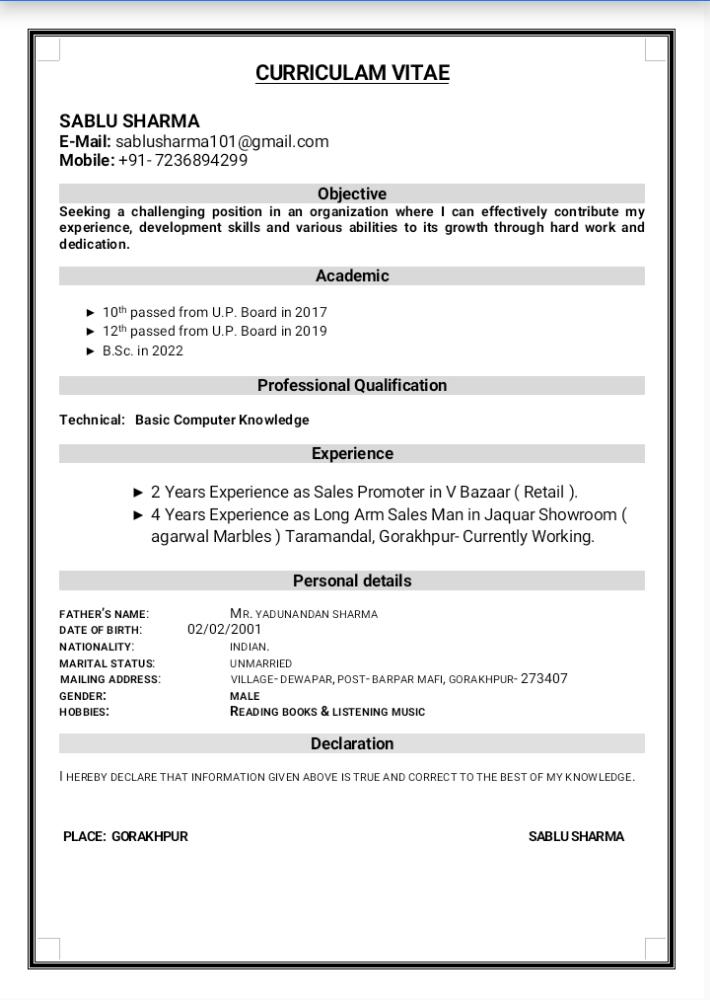 CURRICULAM VITAE
SABLU SHARMA
E-Mail: sablusharma101@gmail.com
Mobile: +91- 7236894299
Objective
Seeking a challenging position in an organization where I can effectively contribute my
experience, development skills and various abilities to its growth through hard work and
dedication.
Academic
► 10th passed from U.P. Board in 2017
► 12th passed from U.P. Board in 2019
► B.Sc. in 2022
Professional Qualification
Technical: Basic Computer Knowledge
Experience
► 2 Years Experience as Sales Promoter in V Bazaar ( Retail ).
► 4 Years Experience as Long Arm Sales Man in Jaquar Showroom (
agarwal Marbles ) Taramandal, Gorakhpur- Currently Working.
Personal details
FATHER'S NAME: MR. YADUNANDAN SHARMA
DATE OF BIRTH: 02/02/2001
NATIONALITY: INDIAN.
MARITAL STATUS: UNMARRIED
MAILING ADDRESS: VILLAGE- DEWAPAR, POST- BARPAR MAFI, GORAKHPUR- 273407
GENDER: MALE
HOBBIES: READING BOOKS & LISTENING MUSIC
Declaration
I HEREBY DECLARE THAT INFORMATION GIVEN ABOVE IS TRUE AND CORRECT TO THE BEST OF MY KNOWLEDGE.
PLACE: GORAKHPUR SABLU SHARMA